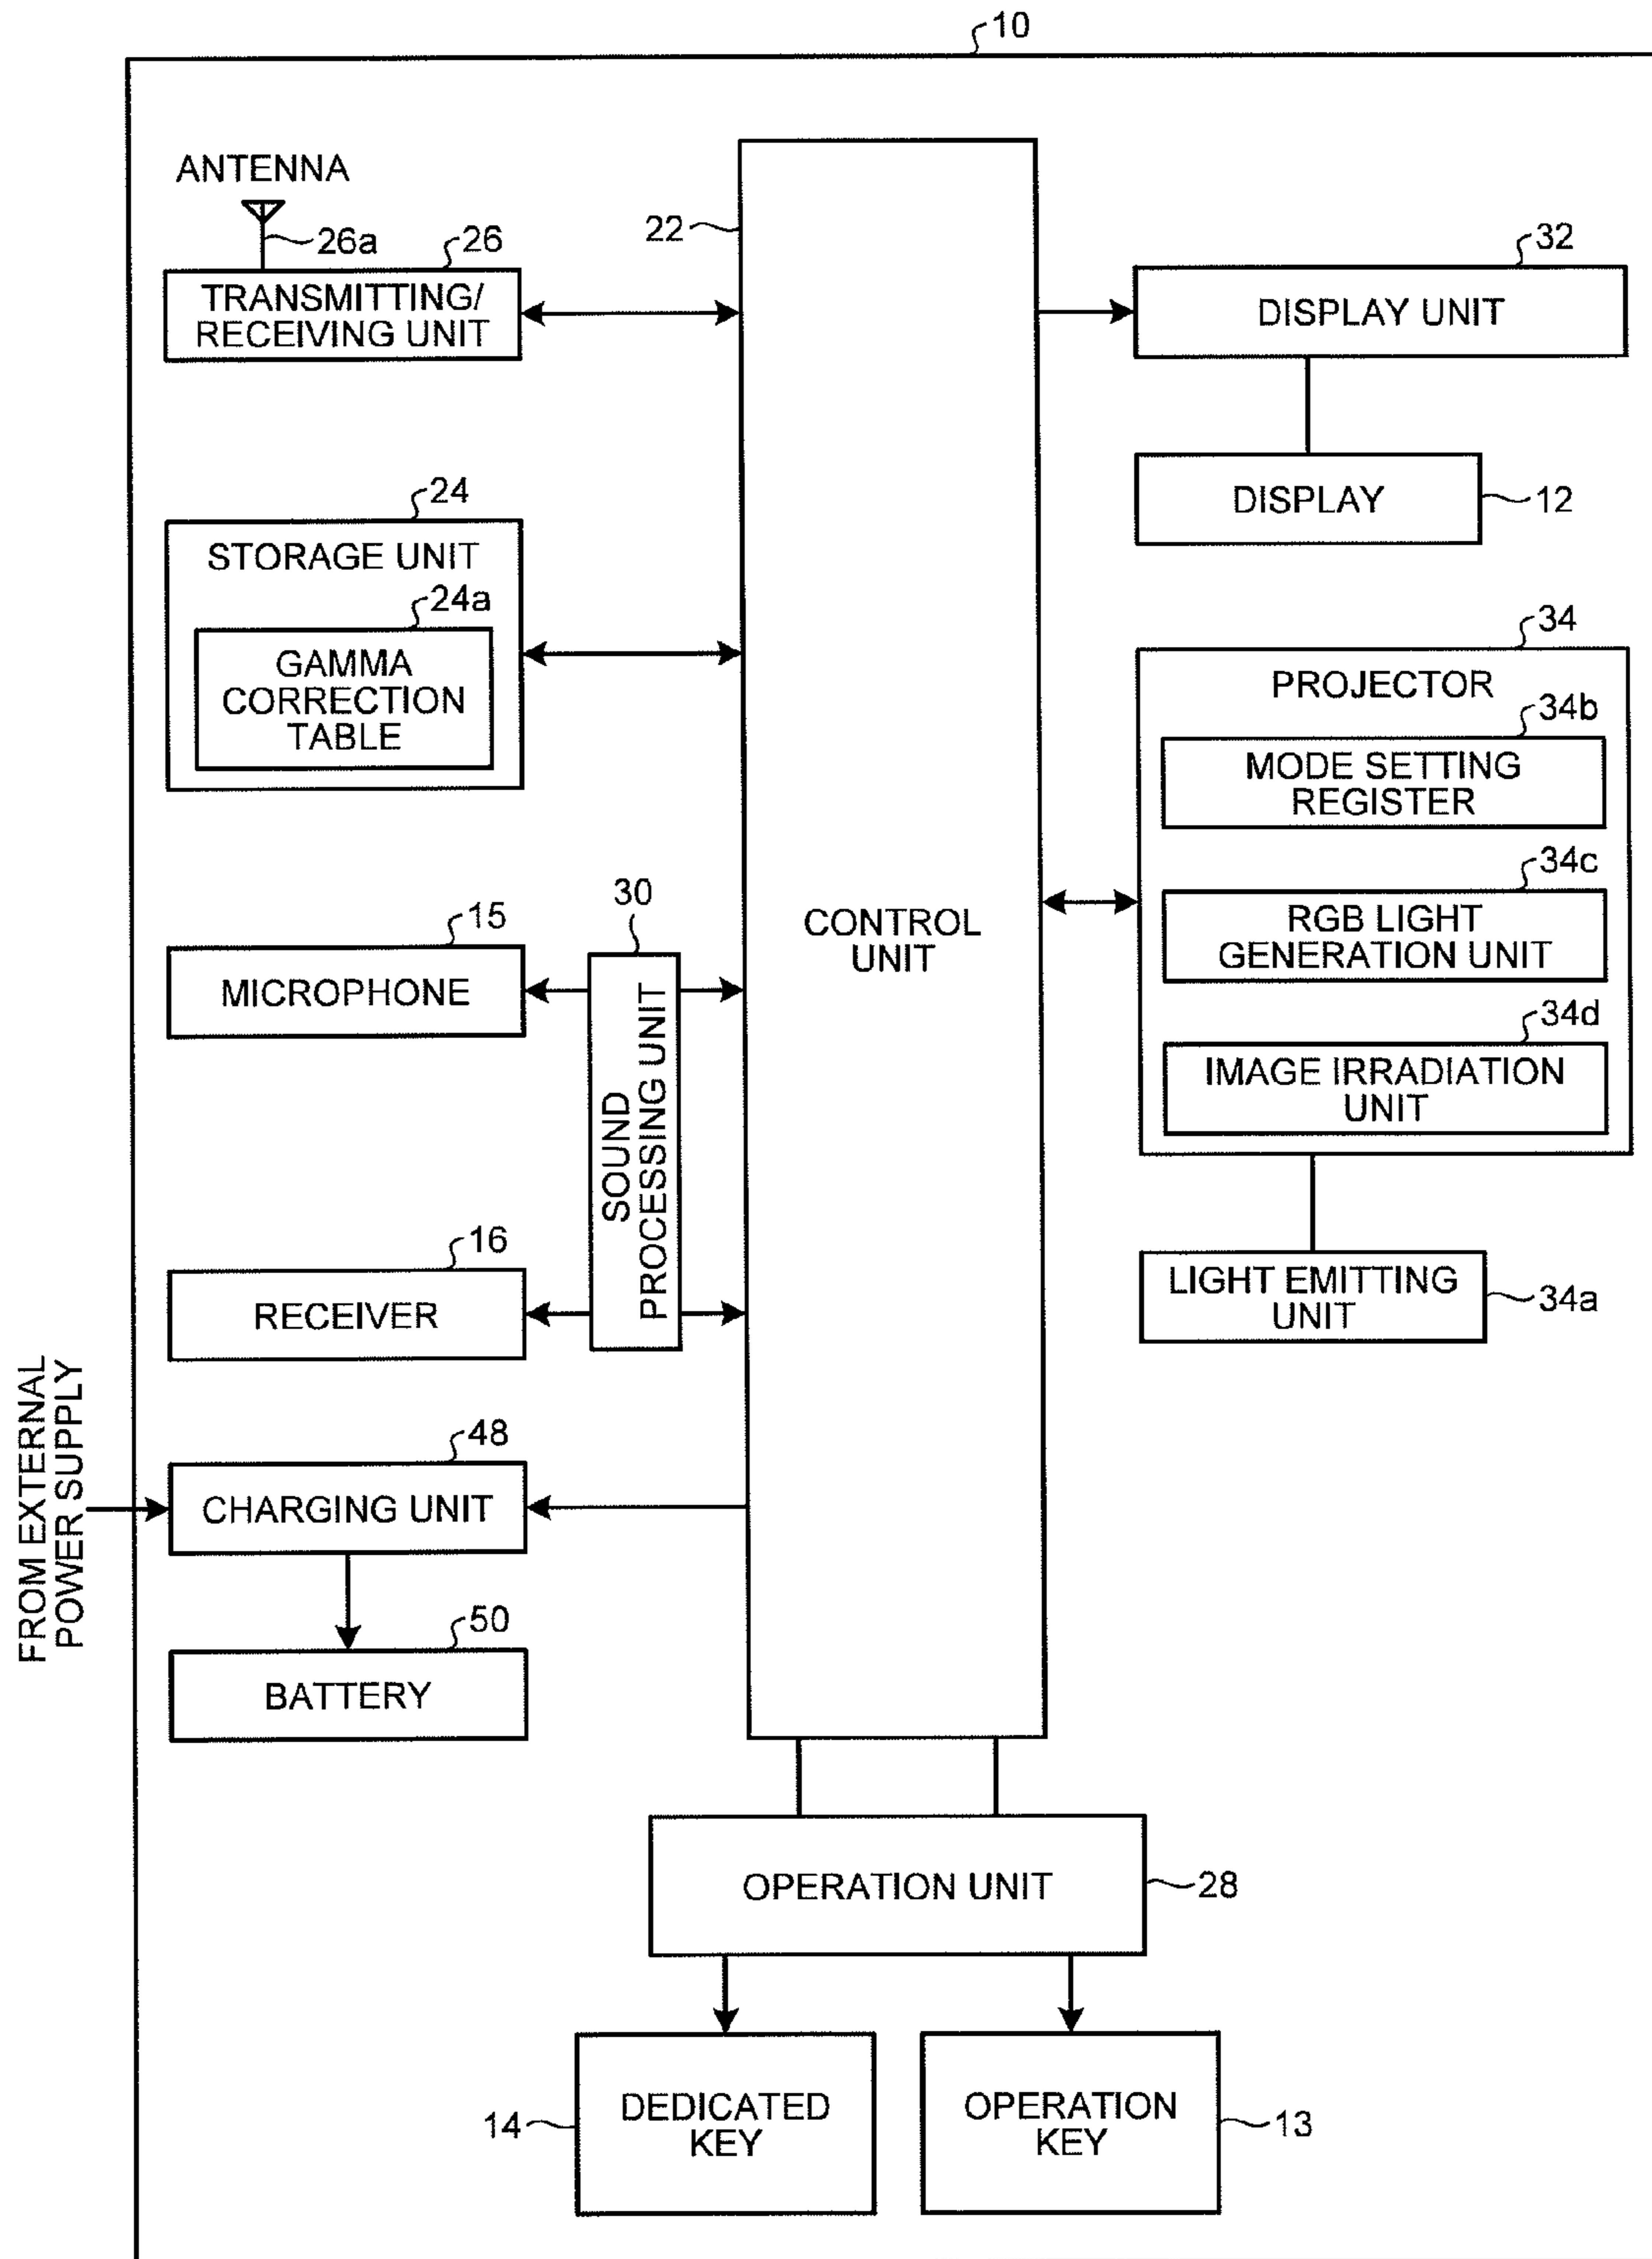 10
ANTENNA
26a
26
TRANSMITTING/
RECEIVING UNIT
22
32
DISPLAY UNIT
DISPLAY
12
24
STORAGE UNIT
24a
GAMMA
CORRECTION
TABLE
34
PROJECTOR
34b
MODE SETTING
REGISTER
34c
RGB LIGHT
GENERATION UNIT
34d
IMAGE IRRADIATION
UNIT
LIGHT EMITTING
UNIT
34a
CONTROL
UNIT
15
MICROPHONE
30
SOUND
PROCESSING UNIT
16
RECEIVER
FROM EXTERNAL
POWER SUPPLY
48
CHARGING UNIT
50
BATTERY
OPERATION UNIT
28
14
DEDICATED
KEY
OPERATION
KEY
13